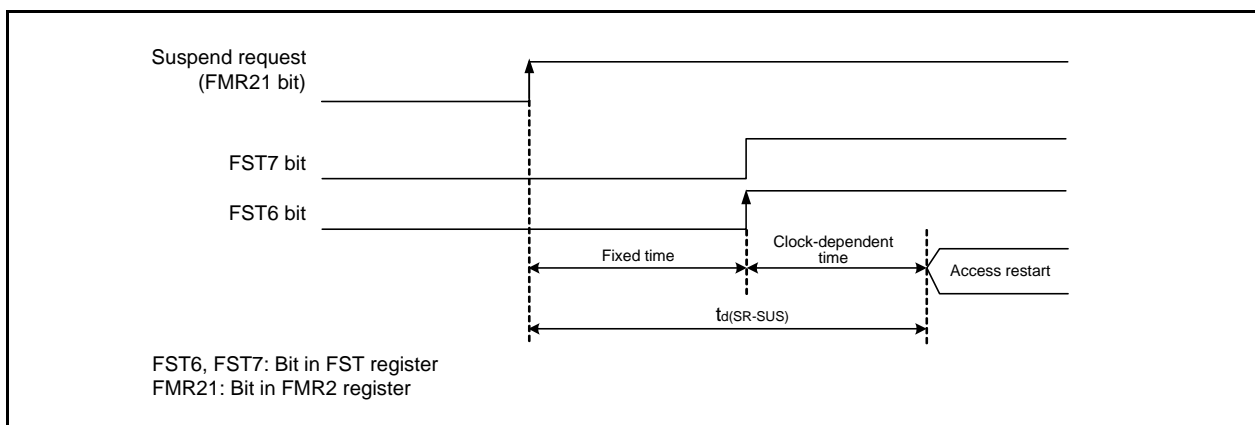 Suspend request
(FMR21 bit)
FST7 bit
FST6 bit
Fixed time
Clock-dependent
time
Access restart
td(SR-SUS)
FST6, FST7: Bit in FST register
FMR21: Bit in FMR2 register